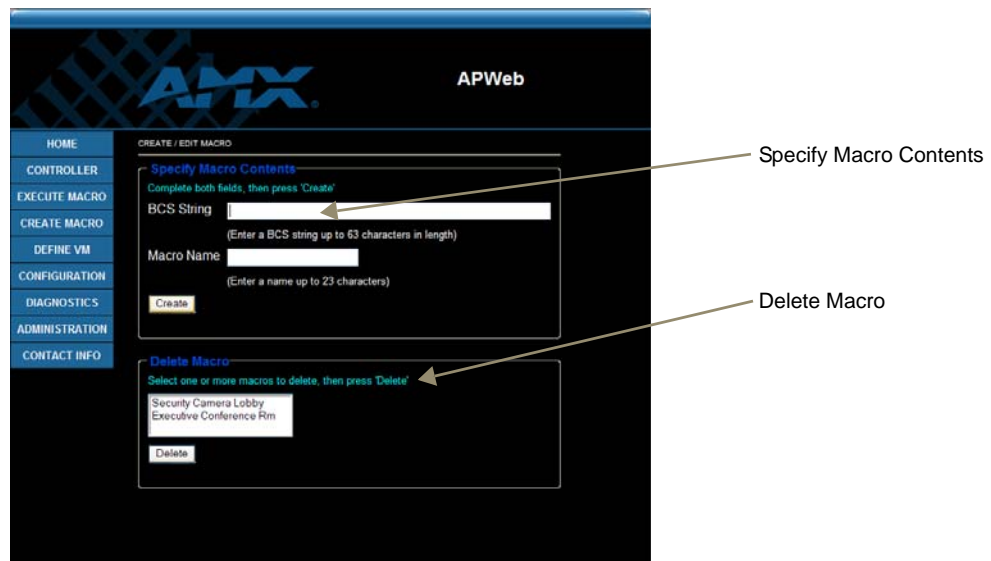 AMX
APWeb
HOME
CONTROLLER
EXECUTE MACRO
CREATE MACRO
DEFINE VM
CONFIGURATION
DIAGNOSTICS
ADMINISTRATION
CONTACT INFO
CREATE / EDIT MACRO
Specify Macro Contents
Complete both fields, then press 'Create'
BCS String
(Enter a BCS string up to 63 characters in length)
Macro Name
(Enter a name up to 23 characters)
Create
Delete Macro
Select one or more macros to delete, then press 'Delete'
Security Camera Lobby
Executive Conference Rm
Delete
Specify Macro Contents
Delete Macro